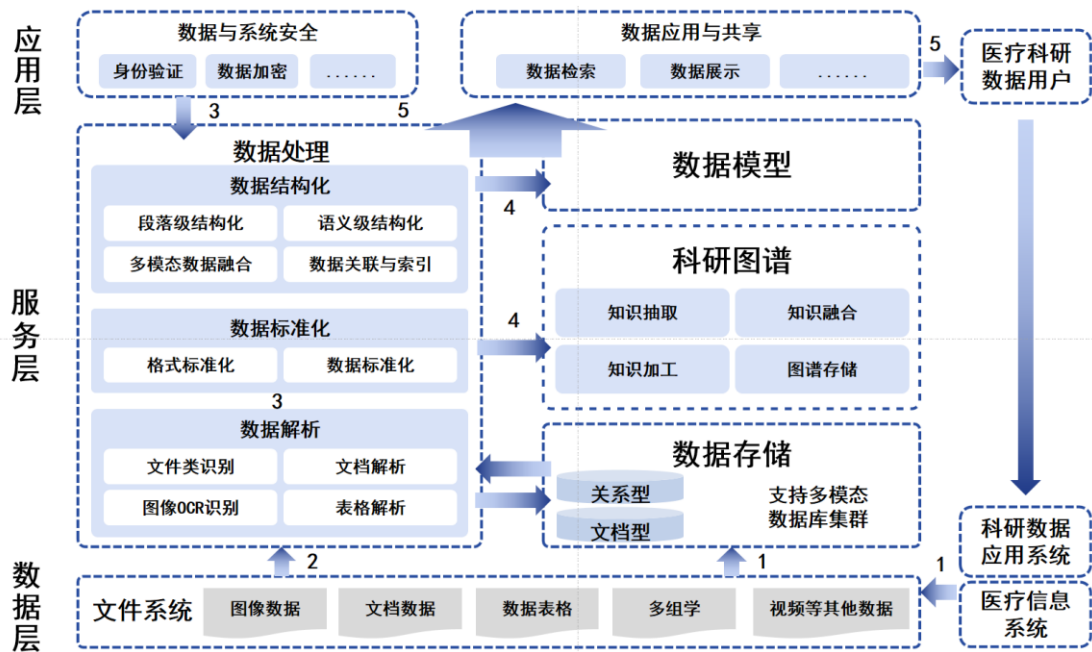 应用层
数据与系统安全
身份验证
数据加密
......
数据应用与共享
数据检索
数据展示
......
5
医疗科研
数据用户
3
5
服务层
数据处理
数据结构化
段落级结构化
语义级结构化
多模态数据融合
数据关联与索引
数据标准化
格式标准化
数据标准化
3
数据解析
文件类识别
文档解析
图像OCR识别
表格解析
4
数据模型
4
科研图谱
知识抽取
知识融合
知识加工
图谱存储
数据存储
关系型
文档型
支持多模态
数据库集群
2
1
数据层
文件系统
图像数据
文档数据
数据表格
多组学
视频等其他数据
1
科研数据
应用系统
医疗信息
系统